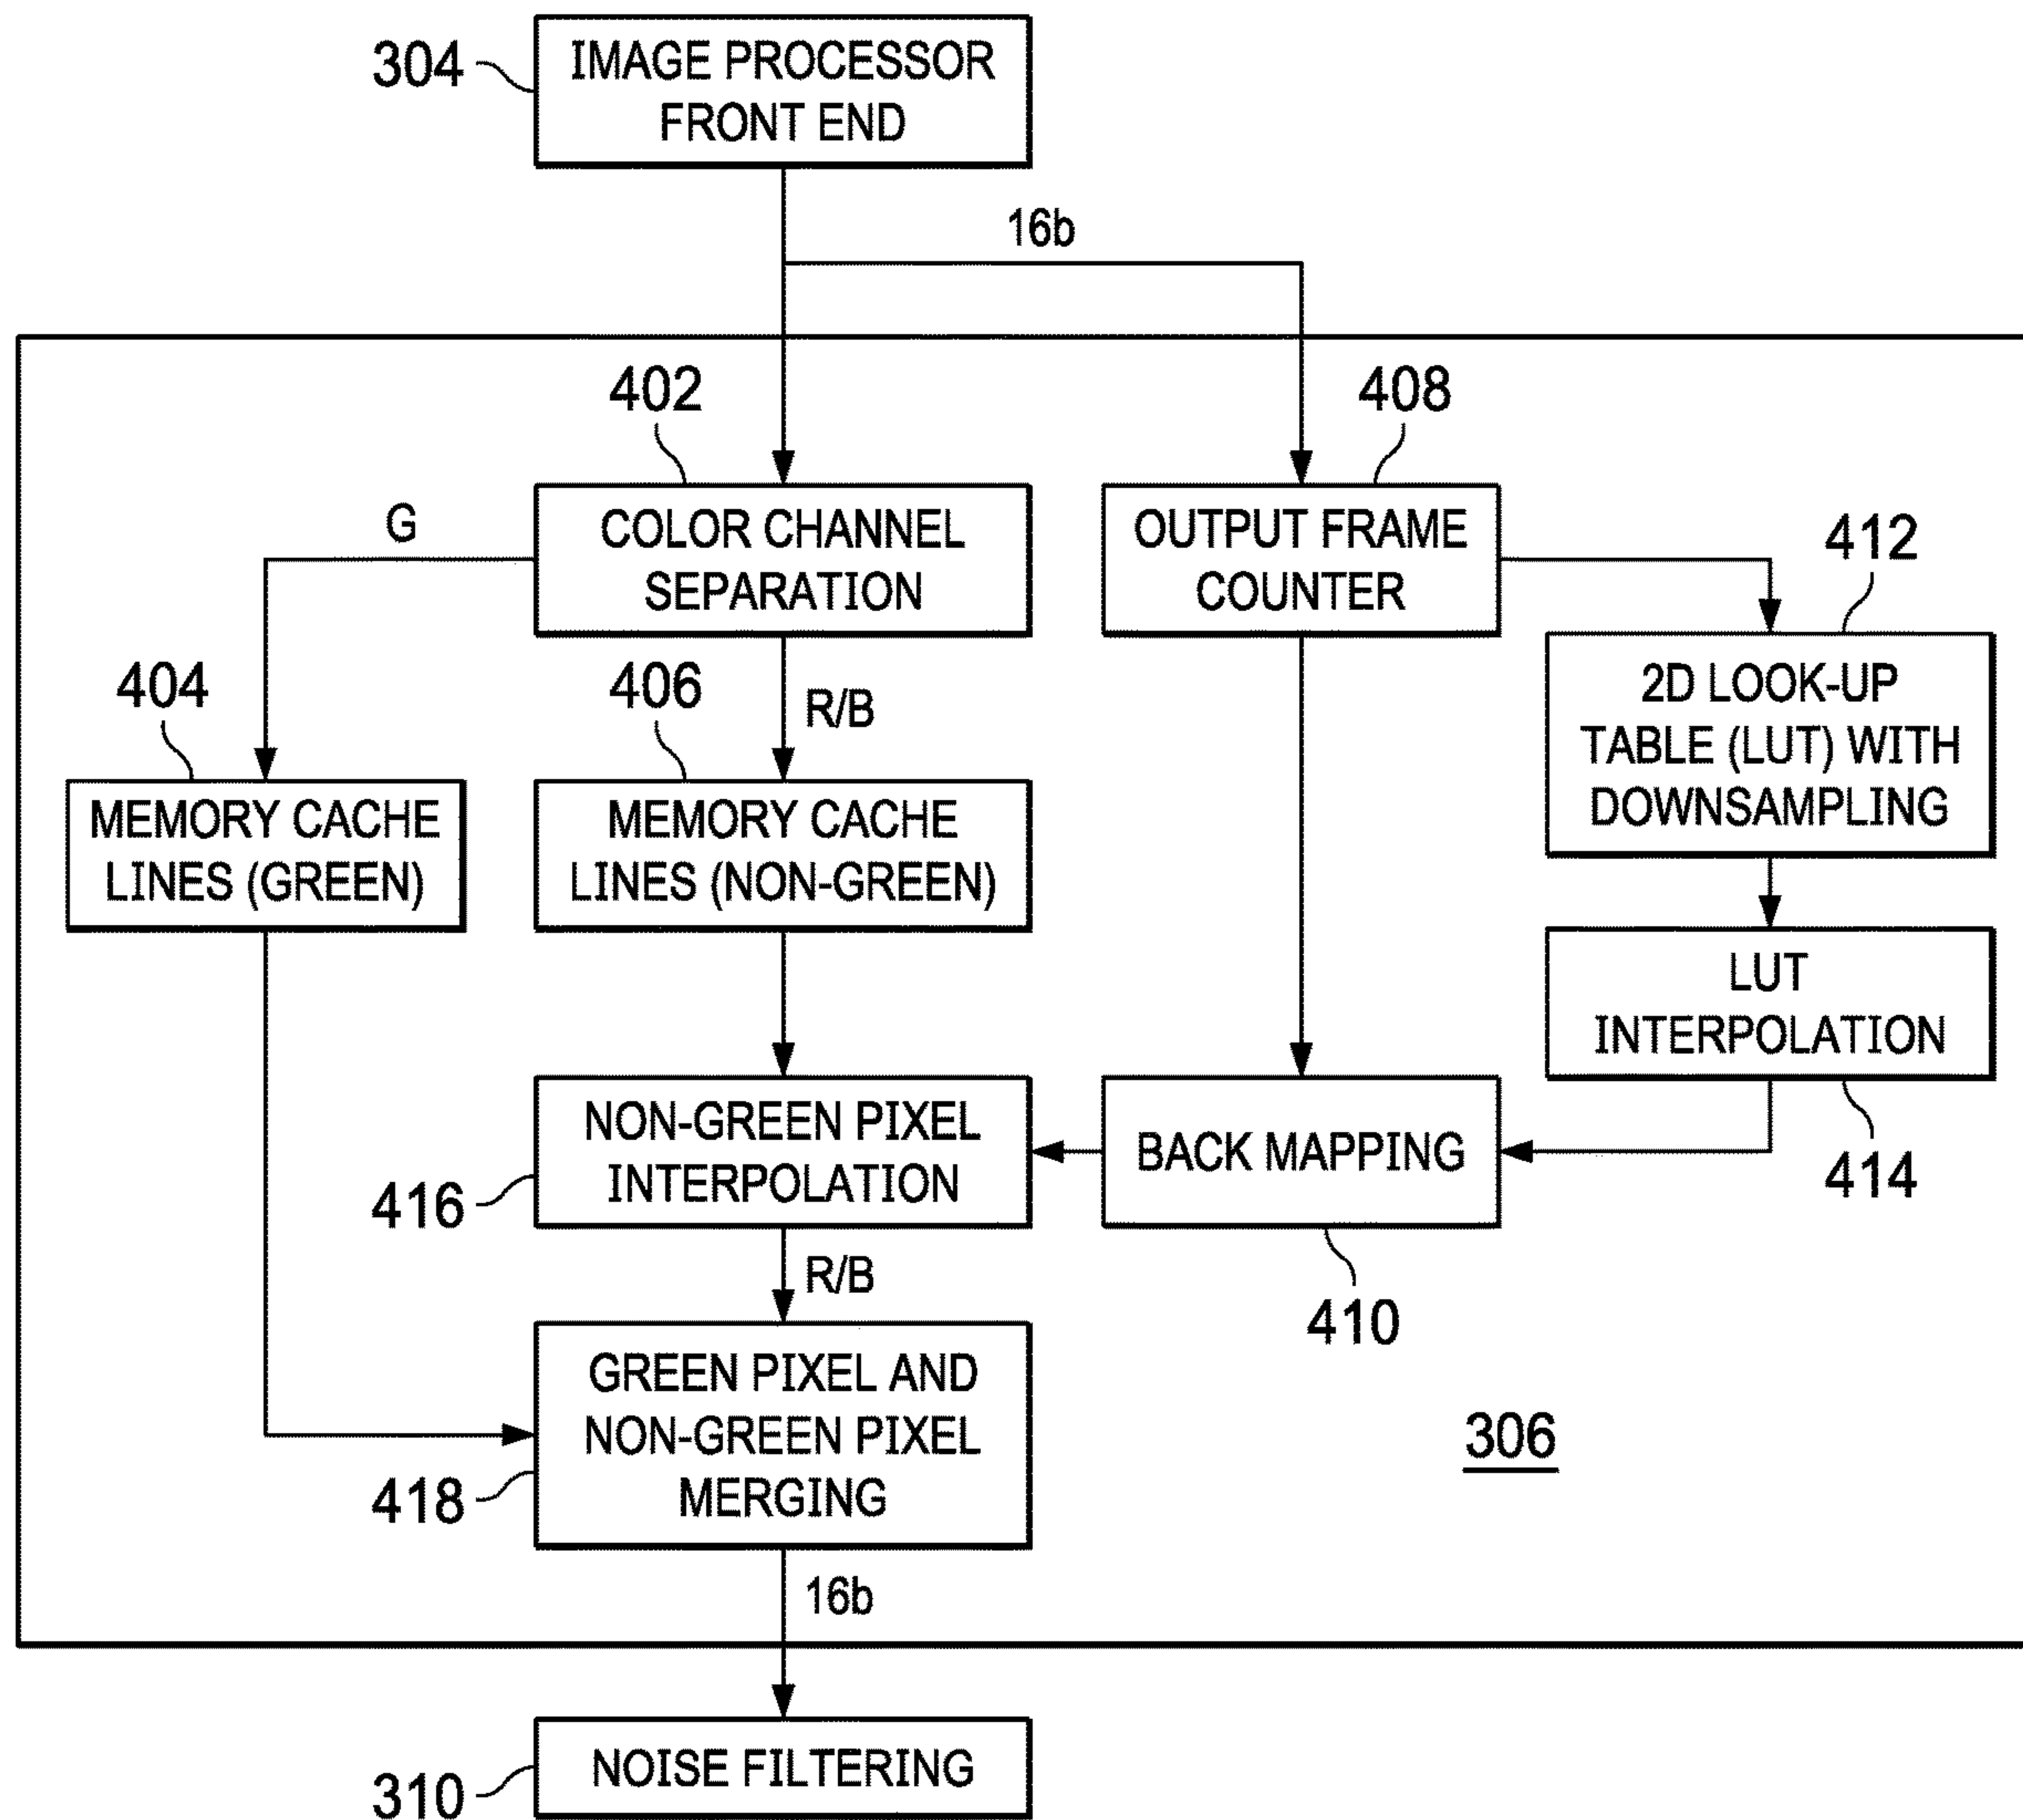 304
IMAGE PROCESSOR
FRONT END
16b
402
408
G
COLOR CHANNEL
SEPARATION
OUTPUT FRAME
COUNTER
412
404
406
R/B
2D LOOK-UP
TABLE (LUT) WITH
DOWNSAMPLING
MEMORY CACHE
LINES (GREEN)
MEMORY CACHE
LINES (NON-GREEN)
LUT
INTERPOLATION
NON-GREEN PIXEL
INTERPOLATION
BACK MAPPING
416
414
R/B
410
GREEN PIXEL AND
NON-GREEN PIXEL
MERGING
306
418
16b
NOISE FILTERING
310